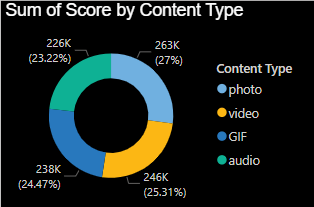 Sum of Score by Content Type
226K
(23.22%)
263K
(27%)
Content Type
photo
video
GIF
audio
238K
(24.47%)
246K
(25.31%)